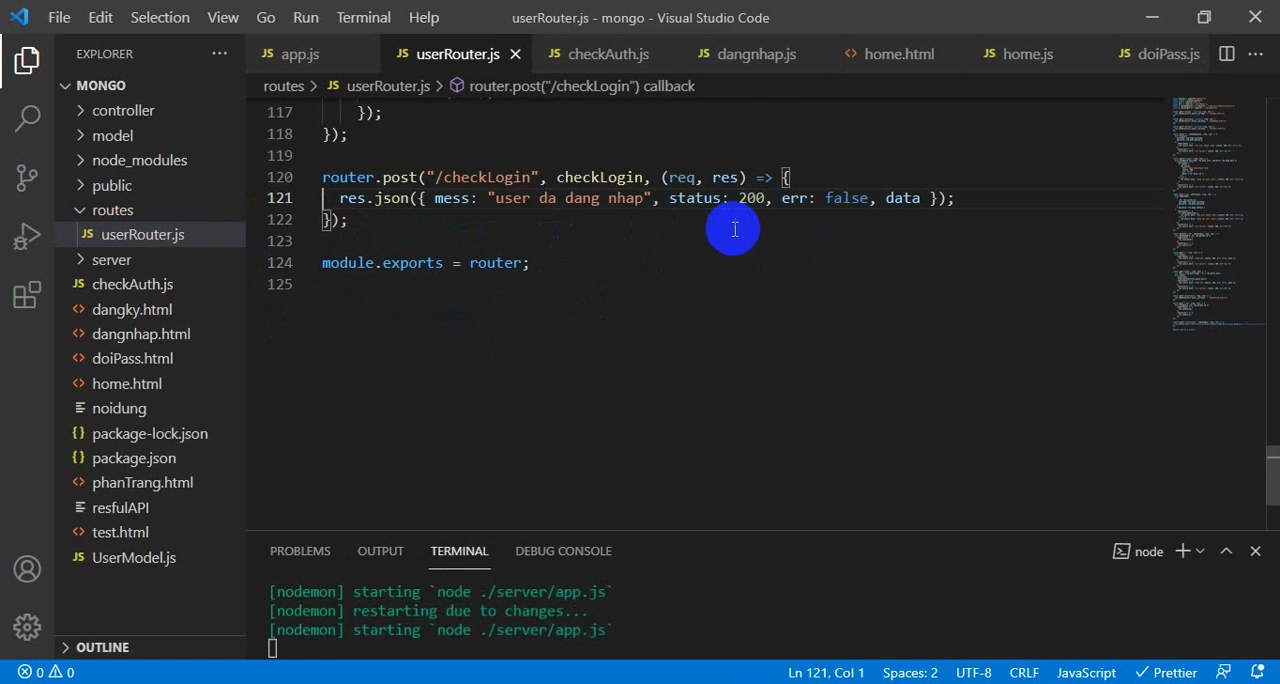 File Edit Selection View Go Run Terminal Help userRouter.js - mongo - Visual Studio Code
EXPLORER
app.js userRouter.js checkAuth.js dangnhap.js home.html home.js doiPass.js
MONGO
controller
model
node_modules
public
routes
userRouter.js
server
checkAuth.js
dangky.html
dangnhap.html
doiPass.html
home.html
noidung
package-lock.json
package.json
phanTrang.html
resfulAPI
test.html
UserModel.js
OUTLINE
routes > userRouter.js > router.post("/checkLogin") callback
117 });
118 });
119
120 router.post("/checkLogin", checkLogin, (req, res) => {
121 res.json({ mess: "user da dang nhap", status: 200, err: false, data });
122 });
123
124 module.exports = router;
125
PROBLEMS OUTPUT TERMINAL DEBUG CONSOLE node
[nodemon] starting `node ./server/app.js`
[nodemon] restarting due to changes...
[nodemon] starting `node ./server/app.js`
0 0 Ln 121, Col 1 Spaces: 2 UTF-8 CRLF JavaScript Prettier